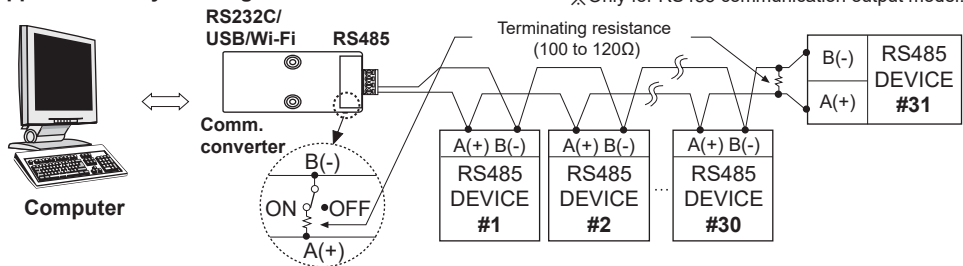 ※Only for RS485 communication output model.
RS232C/
USB/Wi-Fi
RS485
Terminating resistance
(100 to 120Ω)
B(-)
A(+)
RS485
DEVICE
#31
Comm.
converter
Computer
B(-)
ON
OFF
A(+)
A(+) B(-)
RS485
DEVICE
#1
A(+) B(-)
RS485
DEVICE
#2
...
A(+) B(-)
RS485
DEVICE
#30